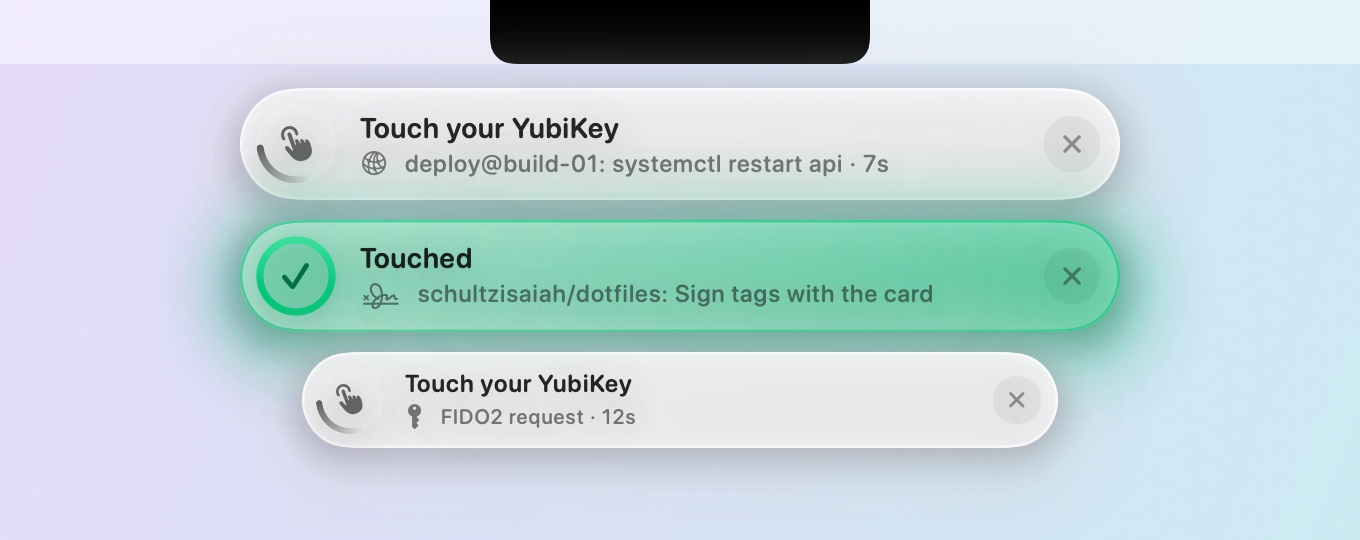 Touch your YubiKey
deploy@build-01: systemctl restart api · 7s
Touched
schultzisaiah/dotfiles: Sign tags with the card
Touch your YubiKey
FIDO2 request · 12s